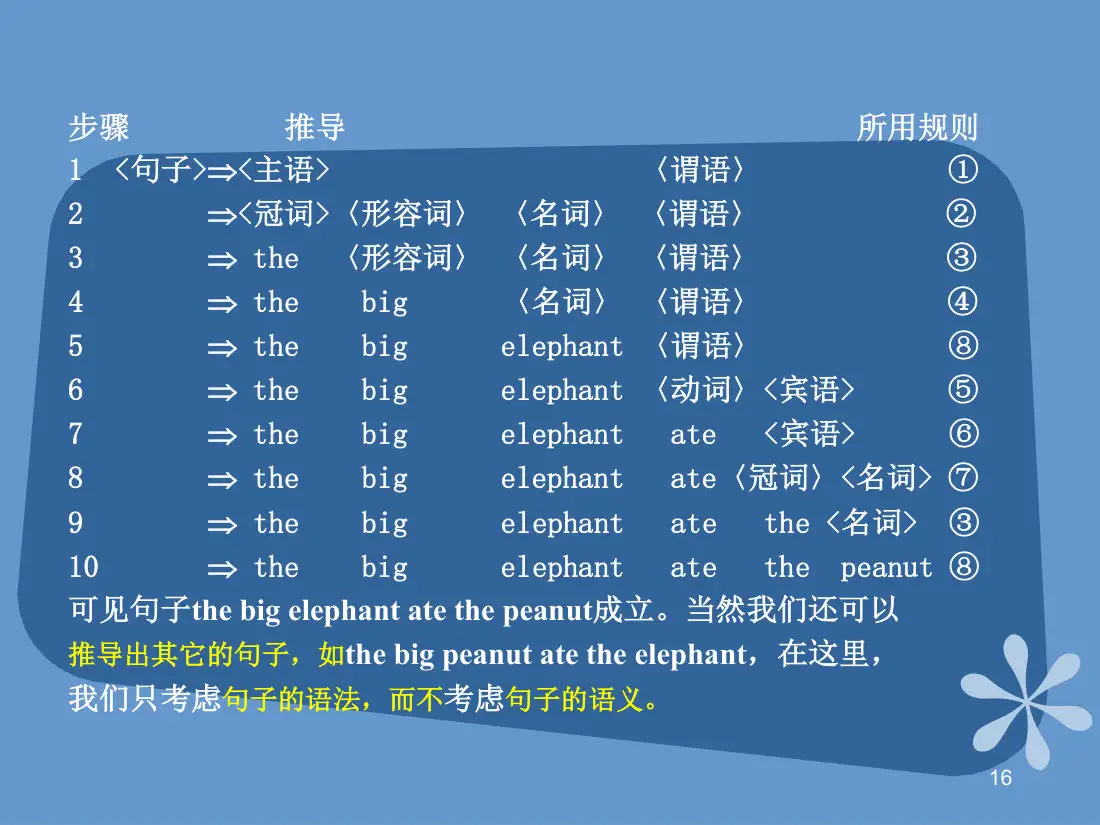 步骤 推导 所用规则
1 <句子>⇒<主语> 〈谓语〉 ①
2 ⇒<冠词>〈形容词〉 〈名词〉 〈谓语〉 ②
3 ⇒ the 〈形容词〉 〈名词〉 〈谓语〉 ③
4 ⇒ the big 〈名词〉 〈谓语〉 ④
5 ⇒ the big elephant 〈谓语〉 ⑧
6 ⇒ the big elephant 〈动词〉<宾语> ⑤
7 ⇒ the big elephant ate <宾语> ⑥
8 ⇒ the big elephant ate〈冠词〉<名词> ⑦
9 ⇒ the big elephant ate the <名词> ③
10 ⇒ the big elephant ate the peanut ⑧
可见句子the big elephant ate the peanut成立。当然我们还可以
推导出其它的句子，如the big peanut ate the elephant，在这里，
我们只考虑句子的语法，而不考虑句子的语义。
16